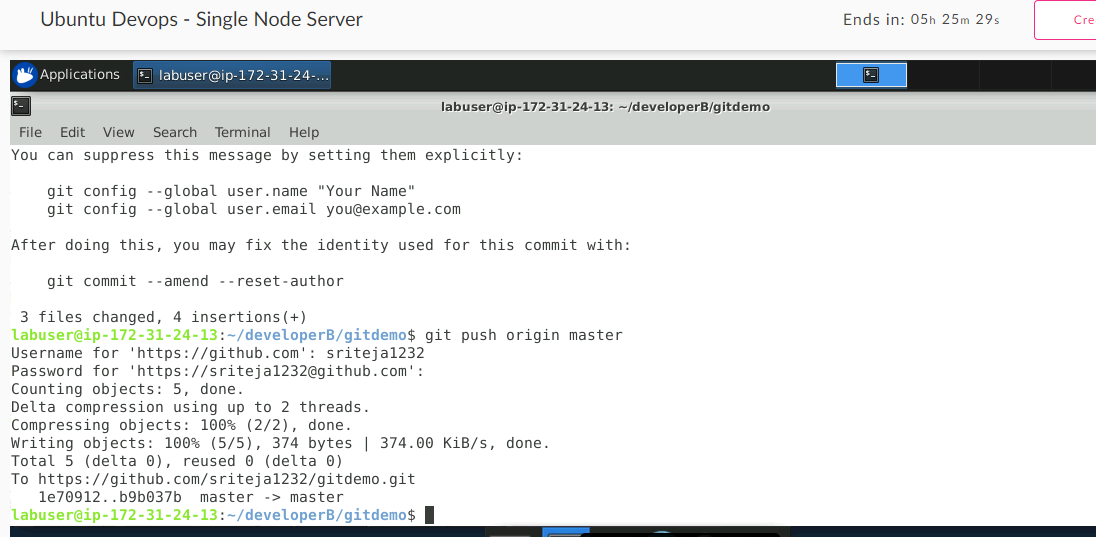 Ubuntu Devops - Single Node Server
Ends in: 05h 25m 29s
Cre
Applications
labuser@ip-172-31-24-...
labuser@ip-172-31-24-13: ~/developerB/gitdemo
File Edit View Search Terminal Help
You can suppress this message by setting them explicitly:
git config --global user.name "Your Name"
git config --global user.email you@example.com
After doing this, you may fix the identity used for this commit with:
git commit --amend --reset-author
3 files changed, 4 insertions(+)
labuser@ip-172-31-24-13:~/developerB/gitdemo$ git push origin master
Username for 'https://github.com': sriteja1232
Password for 'https://sriteja1232@github.com':
Counting objects: 5, done.
Delta compression using up to 2 threads.
Compressing objects: 100% (2/2), done.
Writing objects: 100% (5/5), 374 bytes | 374.00 KiB/s, done.
Total 5 (delta 0), reused 0 (delta 0)
To https://github.com/sriteja1232/gitdemo.git
1e70912..b9b037b  master -> master
labuser@ip-172-31-24-13:~/developerB/gitdemo$